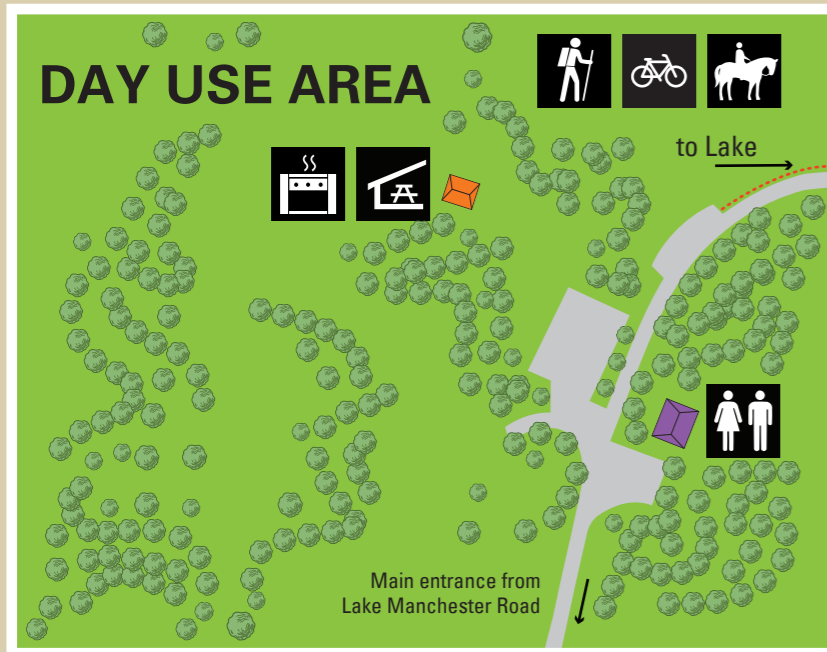 DAY USE AREA
to Lake
Main entrance from
Lake Manchester Road